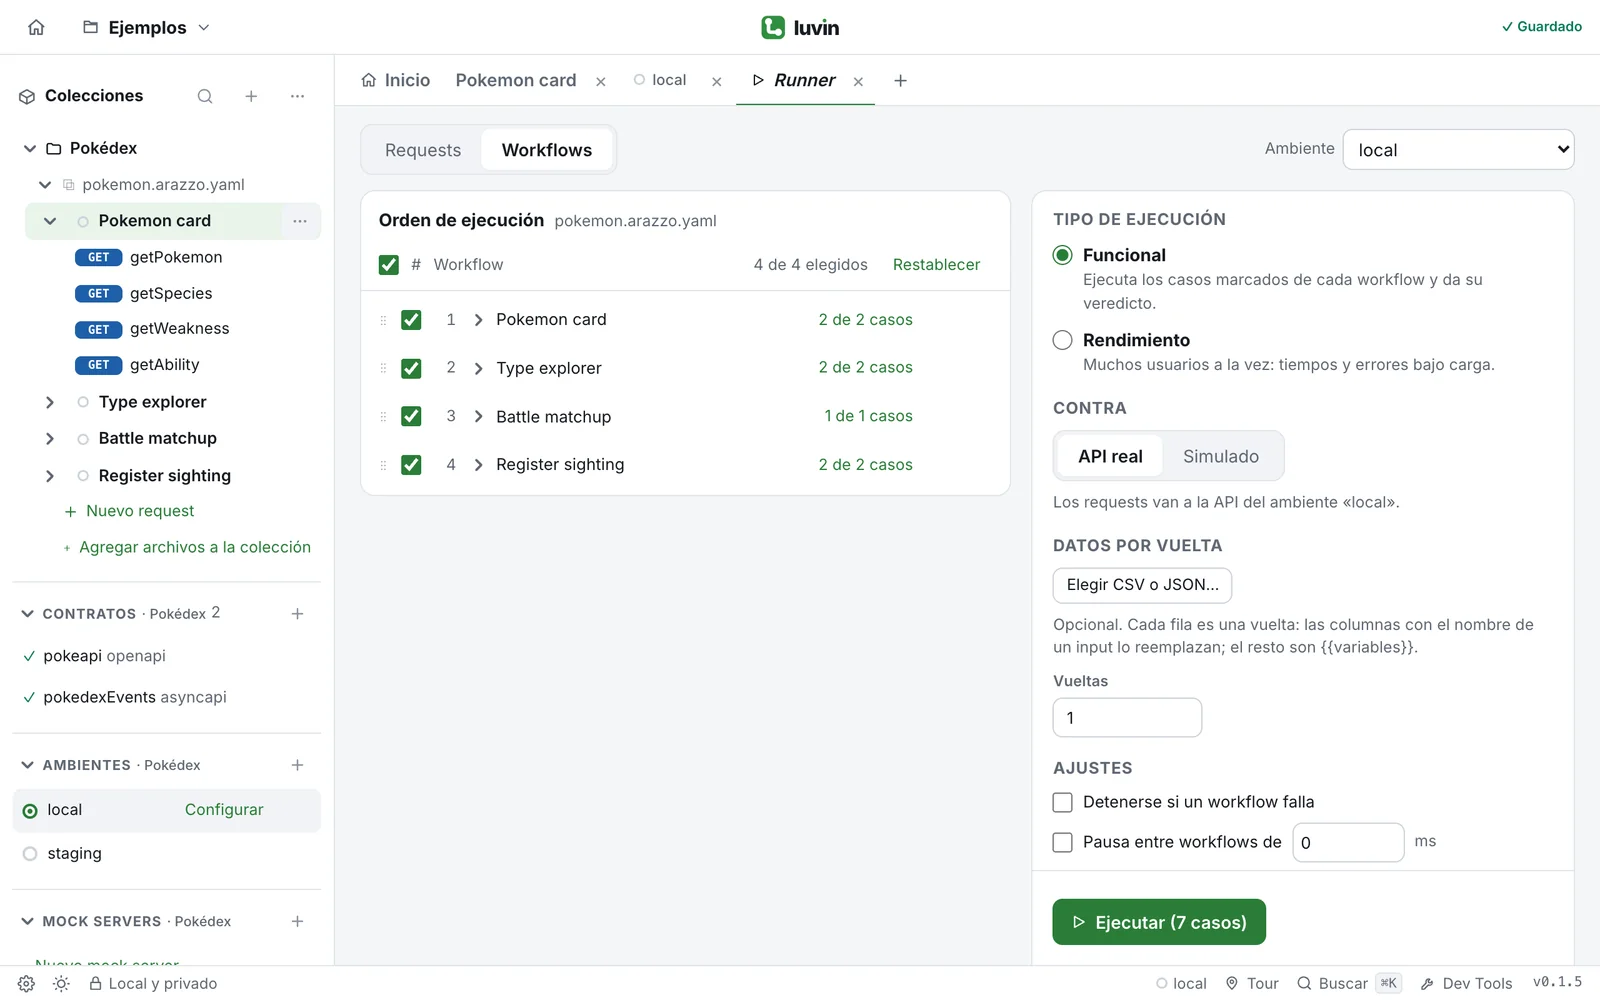 Ejemplos
luvin
Guardado
Colecciones
Pokédex
pokemon.arazzo.yaml
Pokemon card
GET getPokemon
GET getSpecies
GET getWeakness
GET getAbility
Type explorer
Battle matchup
Register sighting
+ Nuevo request
+ Agregar archivos a la colección
CONTRATOS · Pokédex 2
pokeapi openapi
pokedexEvents asyncapi
AMBIENTES · Pokédex
local Configurar
staging
MOCK SERVERS · Pokédex
Nuevo mock server
Inicio
Pokemon card
local
Runner
Requests
Workflows
Ambiente local
Orden de ejecución pokemon.arazzo.yaml
# Workflow 4 de 4 elegidos Restablecer
1 Pokemon card 2 de 2 casos
2 Type explorer 2 de 2 casos
3 Battle matchup 1 de 1 casos
4 Register sighting 2 de 2 casos
TIPO DE EJECUCIÓN
Funcional
Ejecuta los casos marcados de cada workflow y da su
veredicto.
Rendimiento
Muchos usuarios a la vez: tiempos y errores bajo carga.
CONTRA
API real Simulado
Los requests van a la API del ambiente «local».
DATOS POR VUELTA
Elegir CSV o JSON...
Opcional. Cada fila es una vuelta: las columnas con el nombre de
un input lo reemplazan; el resto son {{variables}}.
Vueltas
1
AJUSTES
Detenerse si un workflow falla
Pausa entre workflows de 0 ms
Ejecutar (7 casos)
Local y privado
local
Tour
Buscar ⌘K
Dev Tools
v0.1.5